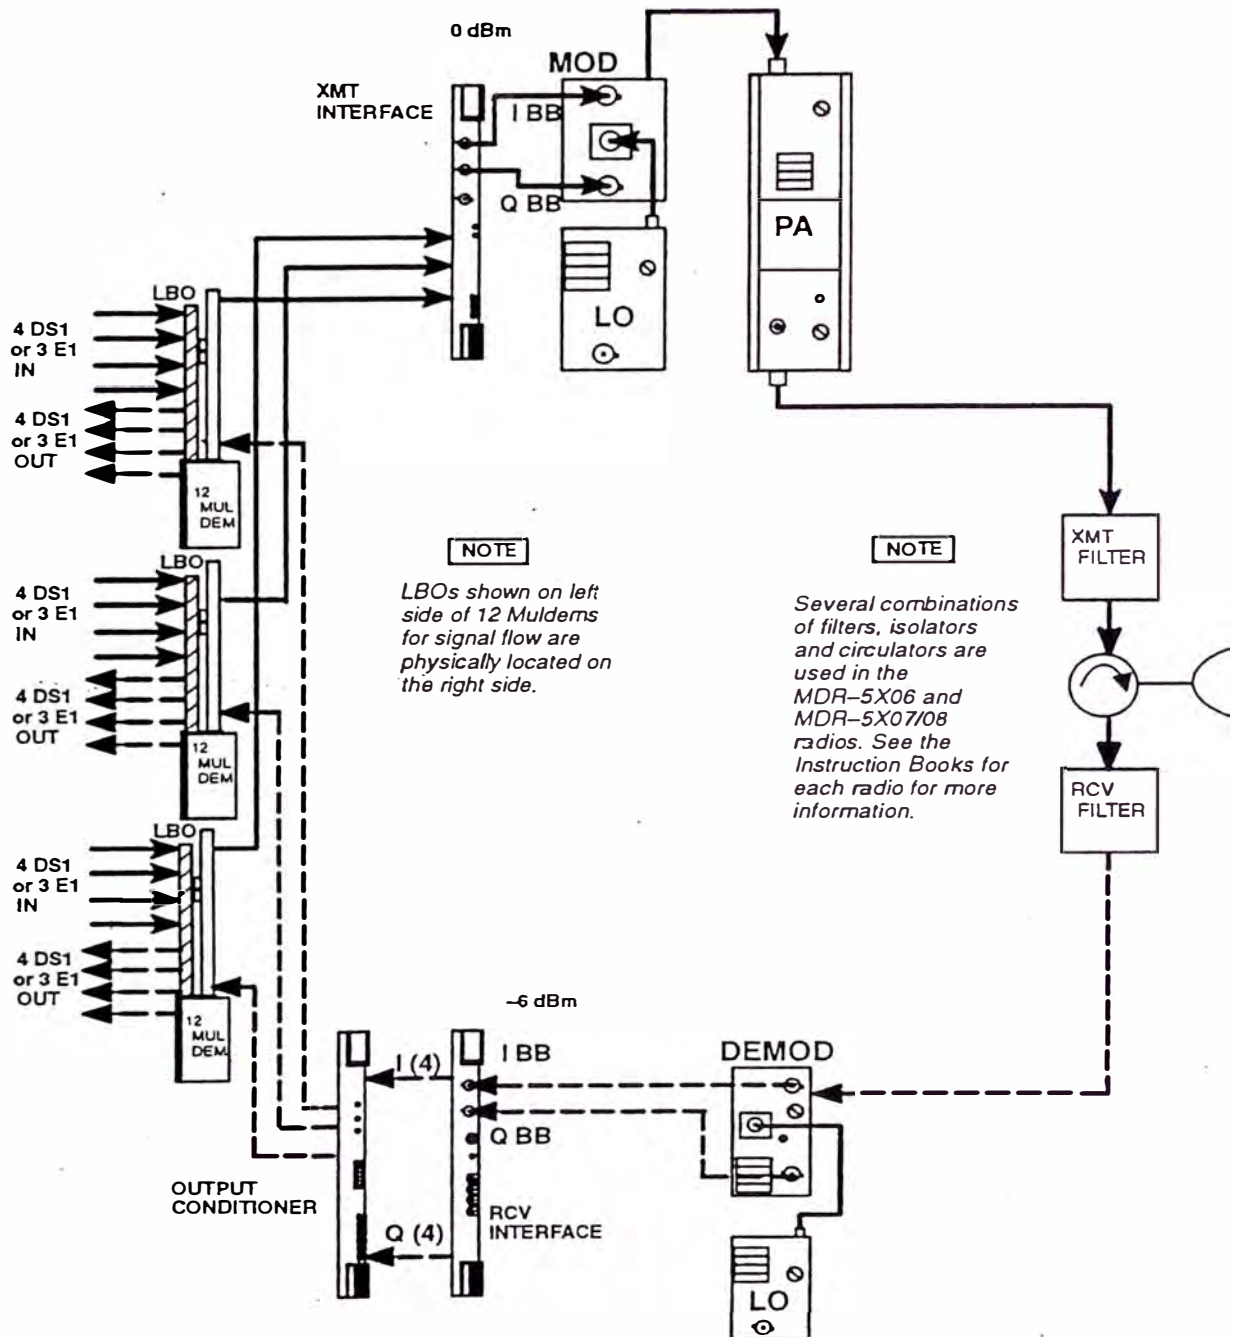 0 dBm
MOD
XMT
INTERFACE
I BB
Q BB
LO
PA
LBO
4 DS1
or 3 E1
IN
4 DS1
or 3 E1
OUT
12
MUL
DEM
LBO
4 DS1
or 3 E1
IN
4 DS1
or 3 E1
OUT
12
MUL
DEM
LBO
4 DS1
or 3 E1
IN
4 DS1
or 3 E1
OUT
12
MUL
DEM
NOTE
LBOs shown on left
side of 12 Muldems
for signal flow are
physically located on
the right side.
NOTE
Several combinations
of filters, isolators
and circulators are
used in the
MDR–5X06 and
MDR–5X07/08
radios. See the
Instruction Books for
each radio for more
information.
XMT
FILTER
RCV
FILTER
–6 dBm
I (4)
I BB
DEMOD
Q BB
OUTPUT
CONDITIONER
Q (4)
RCV
INTERFACE
LO